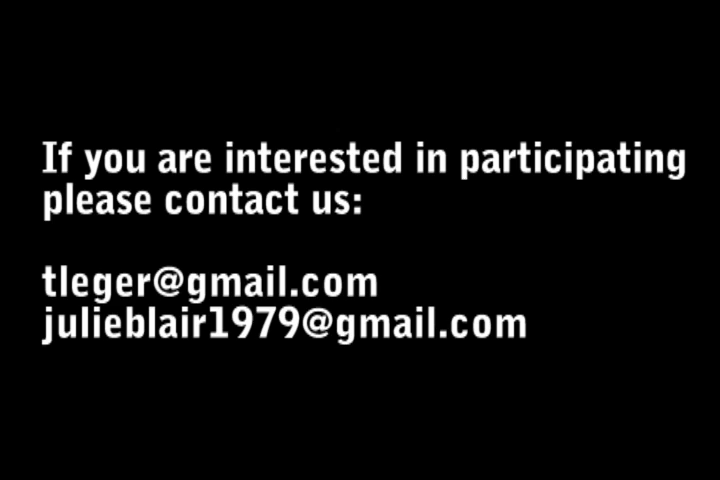 If you are interested in participating
please contact us:
tleger@gmail.com
julieblair1979@gmail.com